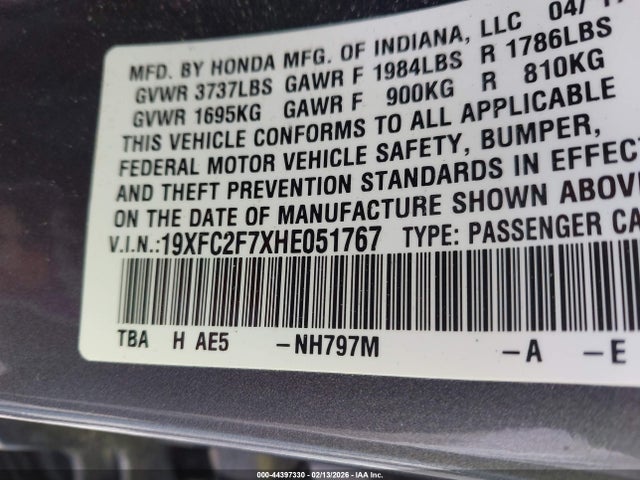 MFD. BY HONDA MFG. OF INDIANA, LLC 04/
GVWR 3737LBS GAWR F 1984LBS R 1786LBS
GVWR 1695KG GAWR F 900KG R 810KG
THIS VEHICLE CONFORMS TO ALL APPLICABLE
FEDERAL MOTOR VEHICLE SAFETY, BUMPER,
AND THEFT PREVENTION STANDARDS IN EFFEC
ON THE DATE OF MANUFACTURE SHOWN ABOVE
V.I.N.:19XFC2F7XHE051767 TYPE: PASSENGER CA
TBA H AE5 -NH797M -A -E
000-44397330 - 02/13/2026 - IAA Inc.